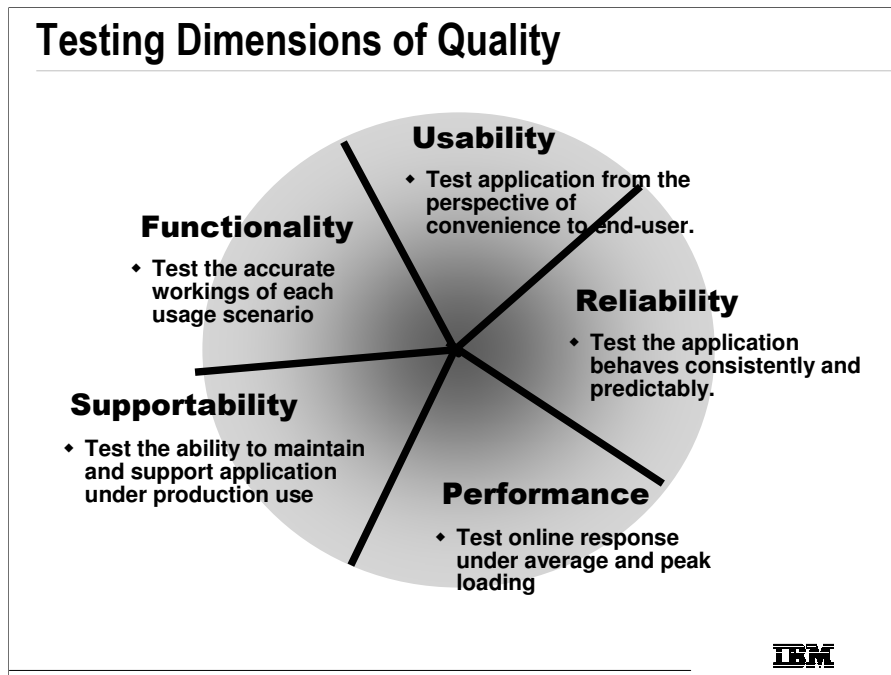 Testing Dimensions of Quality
Usability
◆ Test application from the
perspective of
convenience to end-user.
Functionality
◆ Test the accurate
workings of each
usage scenario
Reliability
◆ Test the application
behaves consistently and
predictably.
Supportability
◆ Test the ability to maintain
and support application
under production use
Performance
◆ Test online response
under average and peak
loading
IBM